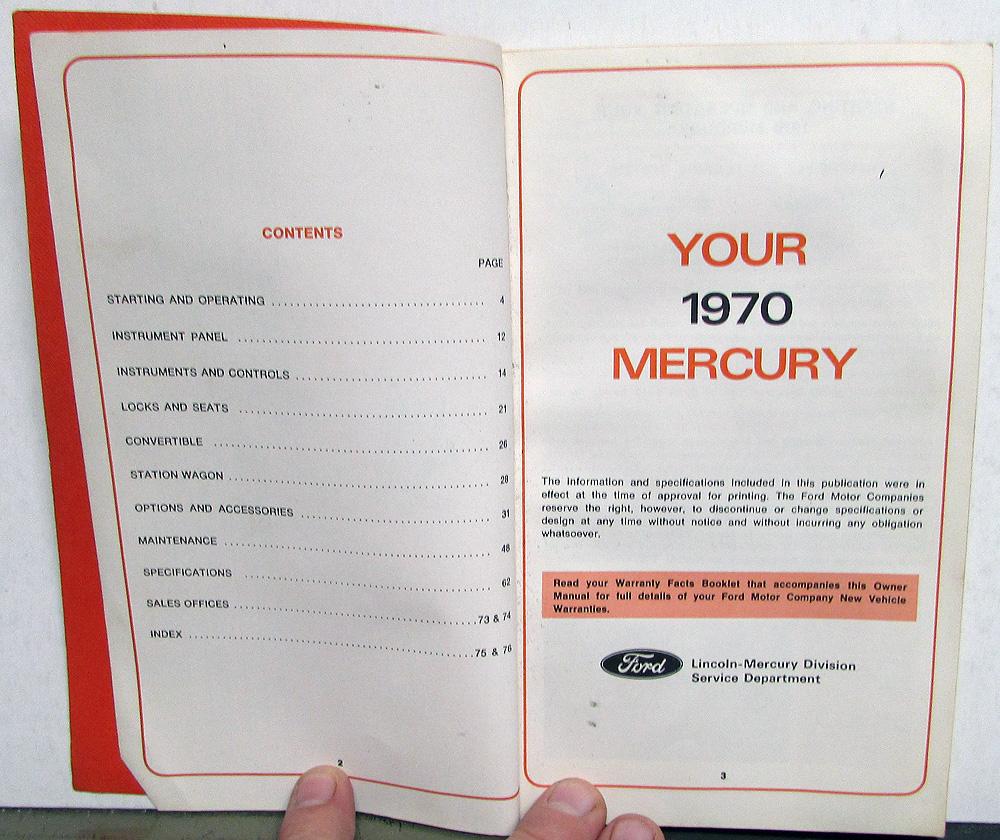 CONTENTS
PAGE
STARTING AND OPERATING ........ 4
INSTRUMENT PANEL ........ 12
INSTRUMENTS AND CONTROLS ........ 14
LOCKS AND SEATS ........ 21
CONVERTIBLE ........ 26
STATION WAGON ........ 28
OPTIONS AND ACCESSORIES ........ 31
MAINTENANCE ........ 48
SPECIFICATIONS ........ 62
SALES OFFICES ........ 73 & 74
INDEX ........ 75 & 76
2
YOUR
1970
MERCURY
The information and specifications included in this publication were in
effect at the time of approval for printing. The Ford Motor Companies
reserve the right, however, to discontinue or change specifications or
design at any time without notice and without incurring any obligation
whatsoever.
Read your Warranty Facts Booklet that accompanies this Owner
Manual for full details of your Ford Motor Company New Vehicle
Warranties.
Ford
Lincoln-Mercury Division
Service Department
3